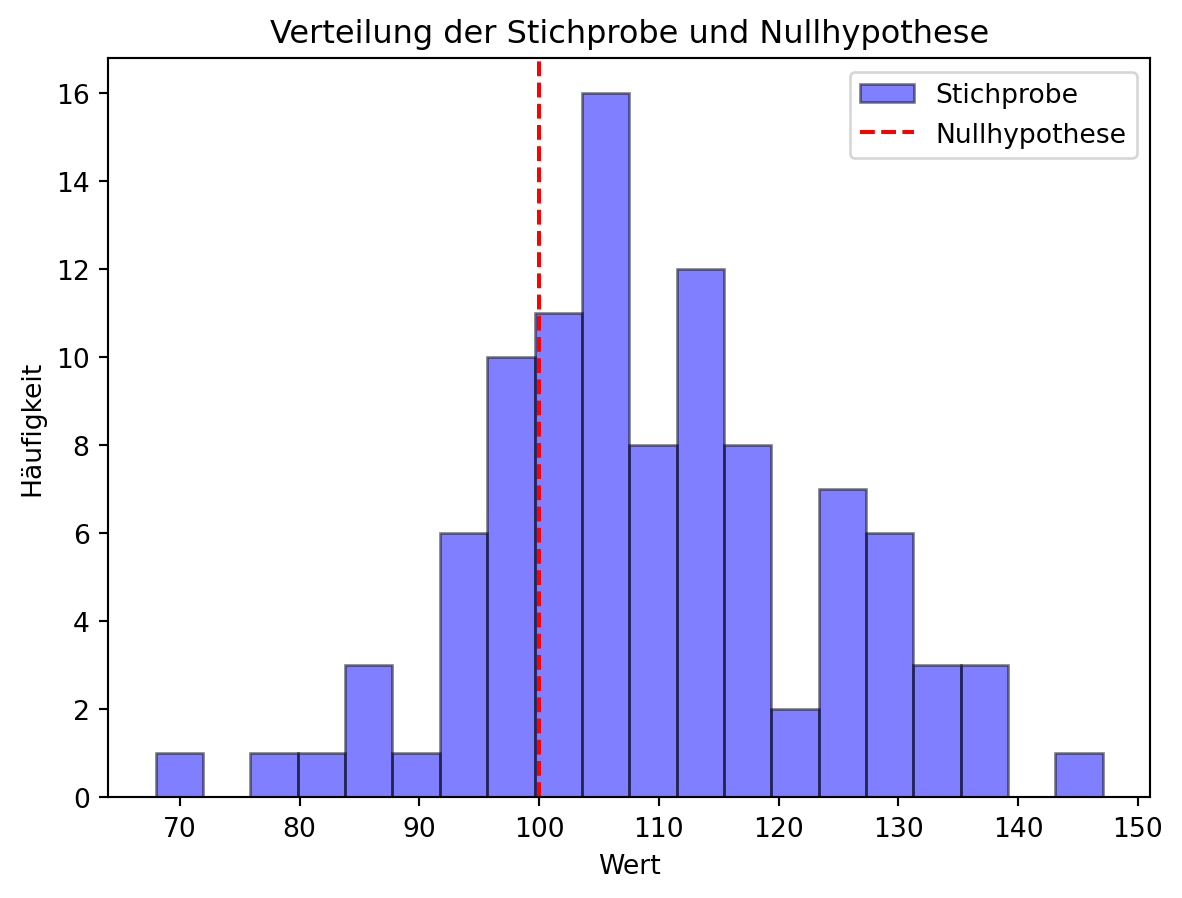 Verteilung der Stichprobe und Nullhypothese
Stichprobe
Nullhypothese
Häufigkeit
16
14
12
10
8
6
4
2
0
70 80 90 100 110 120 130 140 150
Wert